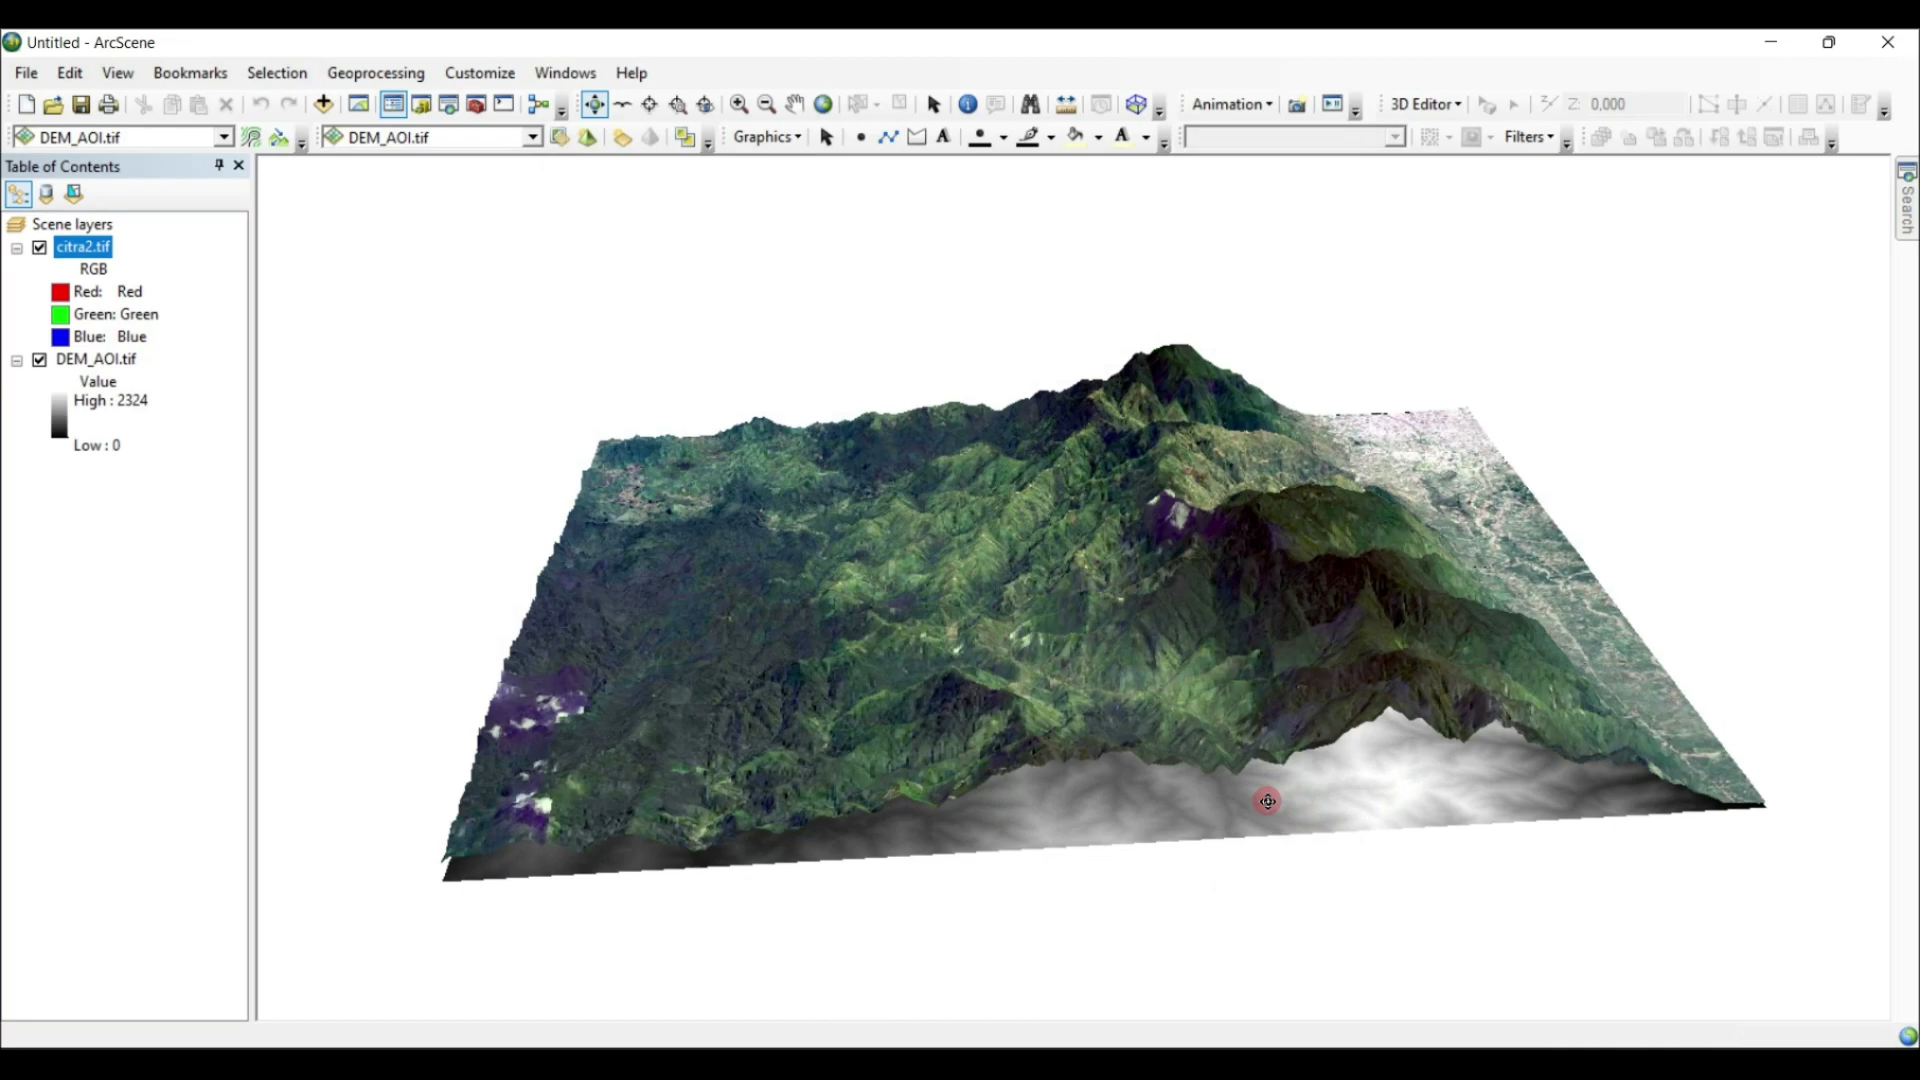 Untitled - ArcScene
File Edit View Bookmarks Selection Geoprocessing Customize Windows Help
Animation 3D Editor Z: 0,000
DEM_AOI.tif DEM_AOI.tif Graphics A A Filters
Table of Contents
Search
Scene layers
citra2.tif
RGB
Red: Red
Green: Green
Blue: Blue
DEM_AOI.tif
Value
High : 2324
Low : 0